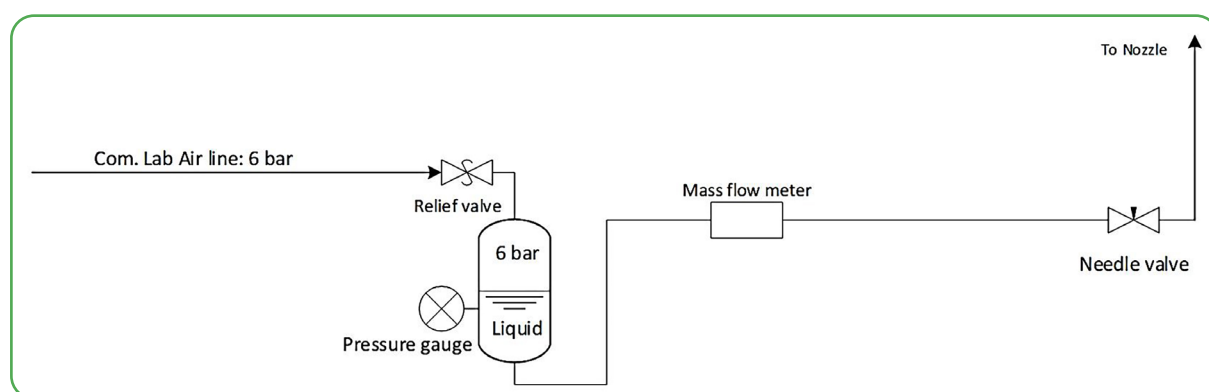 To Nozzle
Com. Lab Air line: 6 bar
Mass flow meter
Relief valve
6 bar
Needle valve
Liquid
Pressure gauge